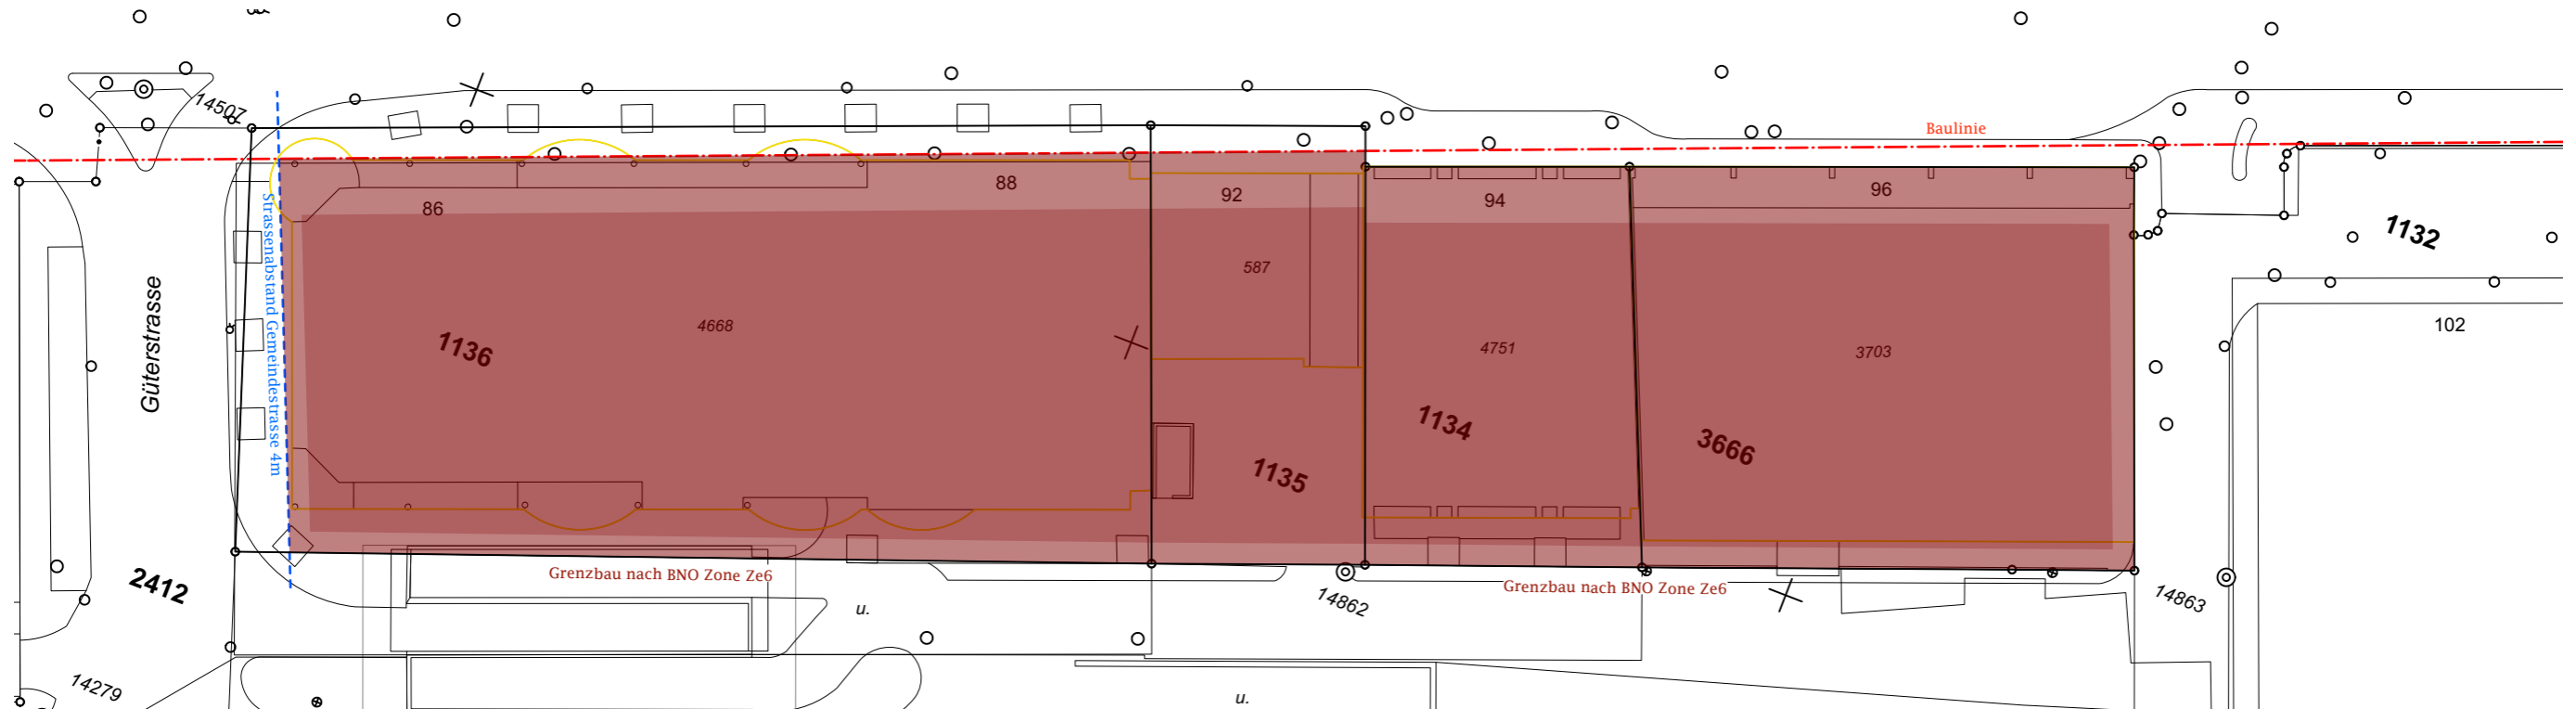 14507
Baulinie
86
88
92
94
96
1132
Strassenabstand Gemeindestrasse 4m
Güterstrasse
587
4668
4751
3703
102
1136
1134
3666
1135
2412
Grenzbau nach BNO Zone Ze6
Grenzbau nach BNO Zone Ze6
14862
14863
u.
14279
u.